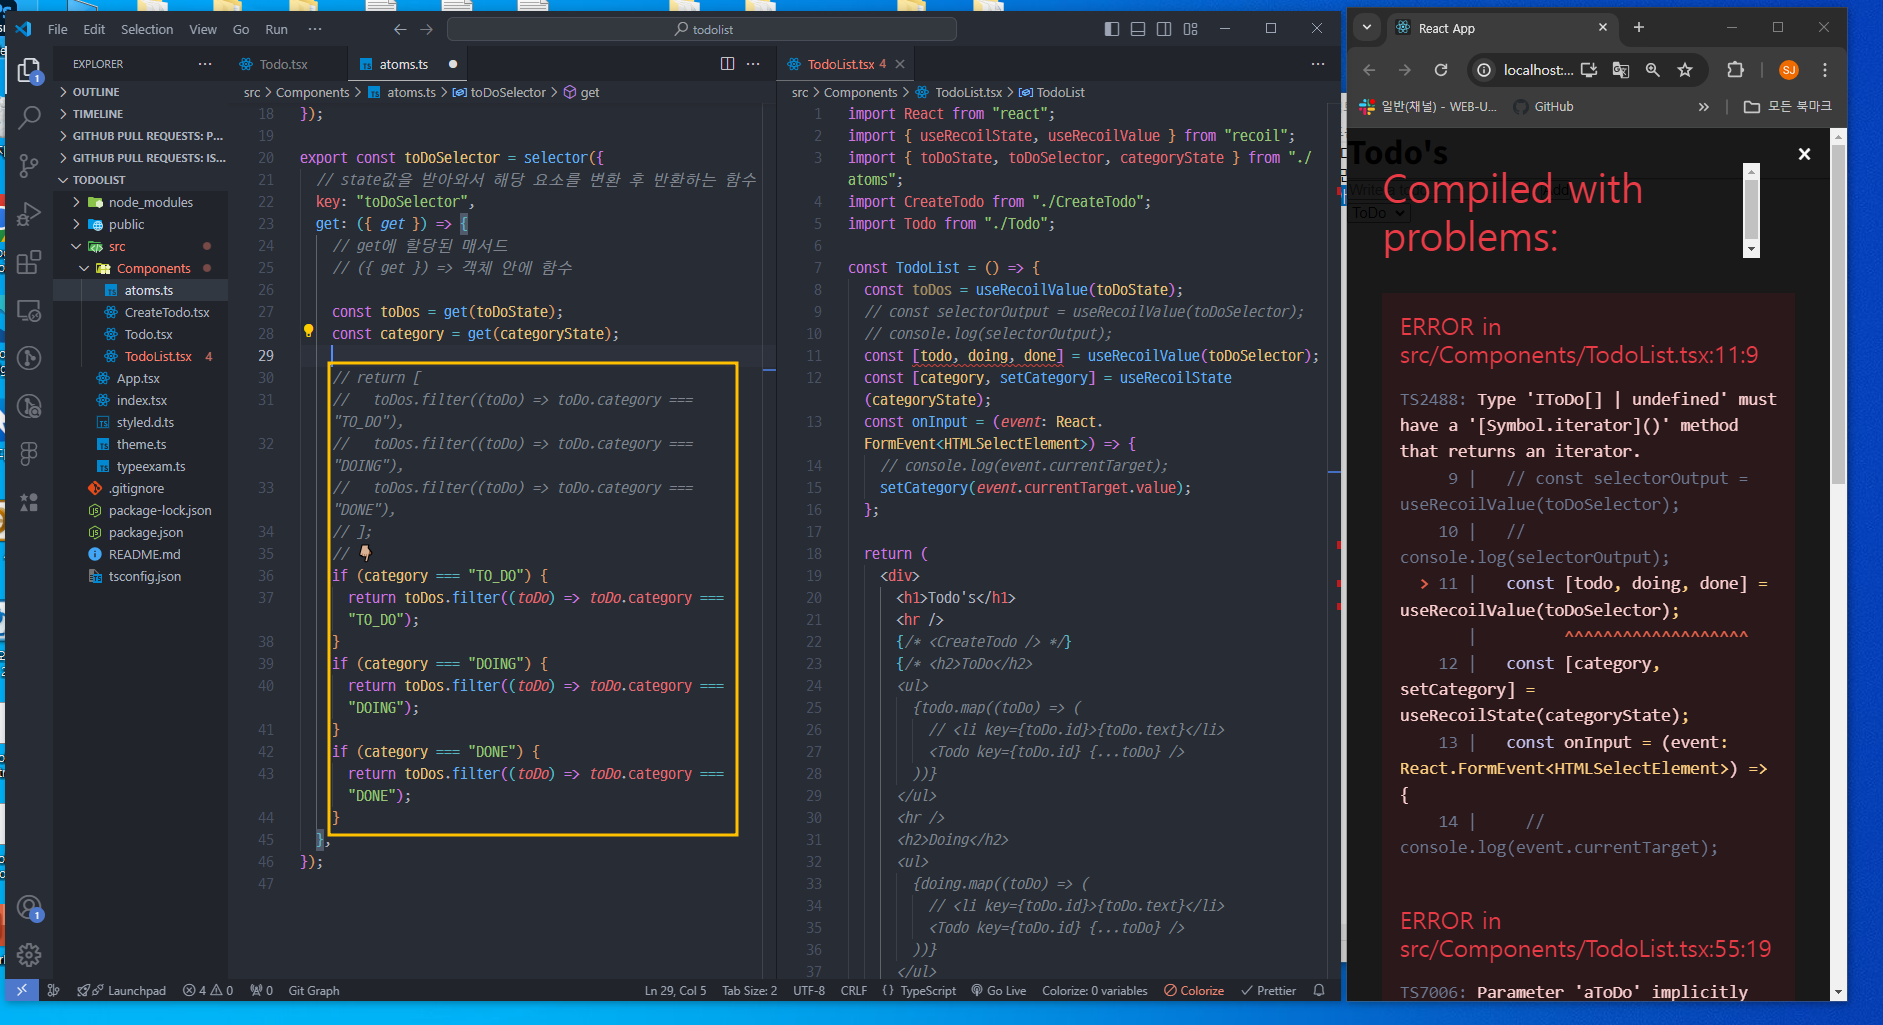 File Edit Selection View Go Run ···
todolist
EXPLORER
OUTLINE
TIMELINE
GITHUB PULL REQUESTS: P...
GITHUB PULL REQUESTS: IS...
TODOLIST
node_modules
public
src
Components
atoms.ts
CreateTodo.tsx
Todo.tsx
TodoList.tsx 4
App.tsx
index.tsx
styled.d.ts
theme.ts
typeexam.ts
.gitignore
package-lock.json
package.json
README.md
tsconfig.json
Todo.tsx
atoms.ts
src > Components > atoms.ts > toDoSelector > get
18 });
19
20 export const toDoSelector = selector({
21 // state값을 받아와서 해당 요소를 변환 후 반환하는 함수
22 key: "toDoSelector",
23 get: ({ get }) => {
24 // get에 할당된 매서드
25 // ({ get }) => 객체 안에 함수
26
27 const toDos = get(toDoState);
28 const category = get(categoryState);
29
30 // return [
31 // toDos.filter((toDo) => toDo.category ===
"TO_DO"),
32 // toDos.filter((toDo) => toDo.category ===
"DOING"),
33 // toDos.filter((toDo) => toDo.category ===
"DONE"),
34 // ];
35 // 👇
36 if (category === "TO_DO") {
37 return toDos.filter((toDo) => toDo.category ===
"TO_DO");
38 }
39 if (category === "DOING") {
40 return toDos.filter((toDo) => toDo.category ===
"DOING");
41 }
42 if (category === "DONE") {
43 return toDos.filter((toDo) => toDo.category ===
"DONE");
44 }
45 },
46 });
47
TodoList.tsx 4
src > Components > TodoList.tsx > TodoList
1 import React from "react";
2 import { useRecoilState, useRecoilValue } from "recoil";
3 import { toDoState, toDoSelector, categoryState } from "./
atoms";
4 import CreateTodo from "./CreateTodo";
5 import Todo from "./Todo";
6
7 const TodoList = () => {
8 const toDos = useRecoilValue(toDoState);
9 // const selectorOutput = useRecoilValue(toDoSelector);
10 // console.log(selectorOutput);
11 const [todo, doing, done] = useRecoilValue(toDoSelector);
12 const [category, setCategory] = useRecoilState
(categoryState);
13 const onInput = (event: React.
FormEvent<HTMLSelectElement>) => {
14 // console.log(event.currentTarget);
15 setCategory(event.currentTarget.value);
16 };
17
18 return (
19 <div>
20 <h1>Todo's</h1>
21 <hr />
22 {/* <CreateTodo /> */}
23 {/* <h2>ToDo</h2>
24 <ul>
25 {todo.map((toDo) => (
26 // <li key={toDo.id}>{toDo.text}</li>
27 <Todo key={toDo.id} {...toDo} />
28 ))}
29 </ul>
30 <hr />
31 <h2>Doing</h2>
32 <ul>
33 {doing.map((toDo) => (
34 // <li key={toDo.id}>{toDo.text}</li>
35 <Todo key={toDo.id} {...toDo} />
36 ))}
37 </ul>
Launchpad 4 0 0 Git Graph Ln 29, Col 5 Tab Size: 2 UTF-8 CRLF {} TypeScript Go Live Colorize: 0 variables Colorize Prettier
React App
localhost:...
SJ
일반(채널) - WEB-U... GitHub » 모든 북마크
Todo's
ToDo
Compiled with
problems:
ERROR in
src/Components/TodoList.tsx:11:9
TS2488: Type 'IToDo[] | undefined' must
have a '[Symbol.iterator]()' method
that returns an iterator.
9 | // const selectorOutput =
useRecoilValue(toDoSelector);
10 | //
console.log(selectorOutput);
> 11 | const [todo, doing, done] =
useRecoilValue(toDoSelector);
| ^^^^^^^^^^^^^^^^^^^
12 | const [category,
setCategory] =
useRecoilState(categoryState);
13 | const onInput = (event:
React.FormEvent<HTMLSelectElement>) =>
{
14 | //
console.log(event.currentTarget);
ERROR in
src/Components/TodoList.tsx:55:19
TS7006: Parameter 'aToDo' implicitly